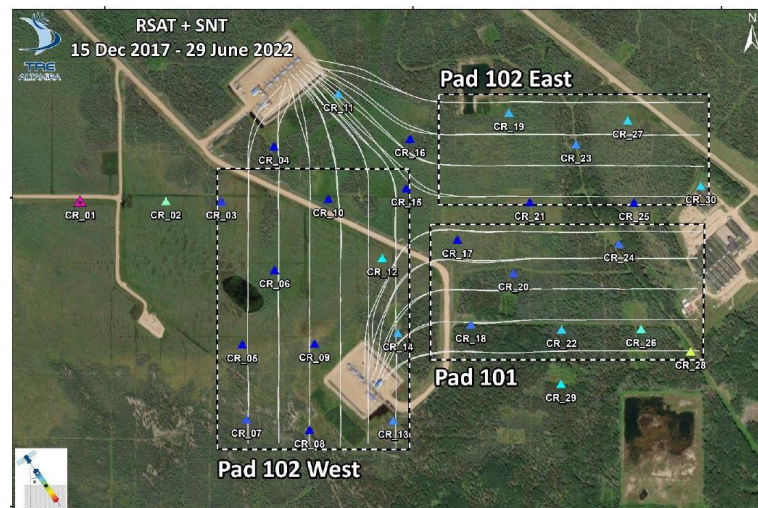 RSAT + SNT
15 Dec 2017 - 29 June 2022
TRE
ALTAMIRA
N
Pad 102 East
CR_11
CR_19
CR_27
CR_16
CR_23
CR_04
CR_30
CR_15
CR_01
CR_02
CR_03
CR_10
CR_21
CR_25
CR_17
CR_24
CR_12
CR_06
CR_20
CR_18
CR_14
CR_22
CR_26
CR_05
CR_09
CR_28
Pad 101
CR_29
CR_07
CR_08
CR_13
Pad 102 West